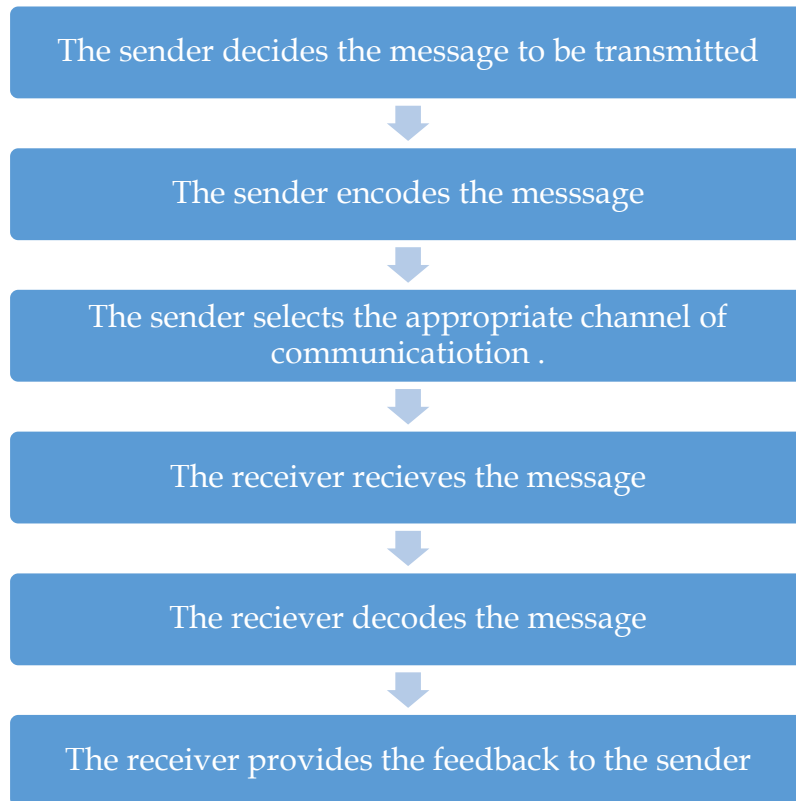 The sender decides the message to be transmitted
The sender encodes the messsage
The sender selects the appropriate channel of
communicatiotion .
The receiver recieves the message
The reciever decodes the message
The receiver provides the feedback to the sender